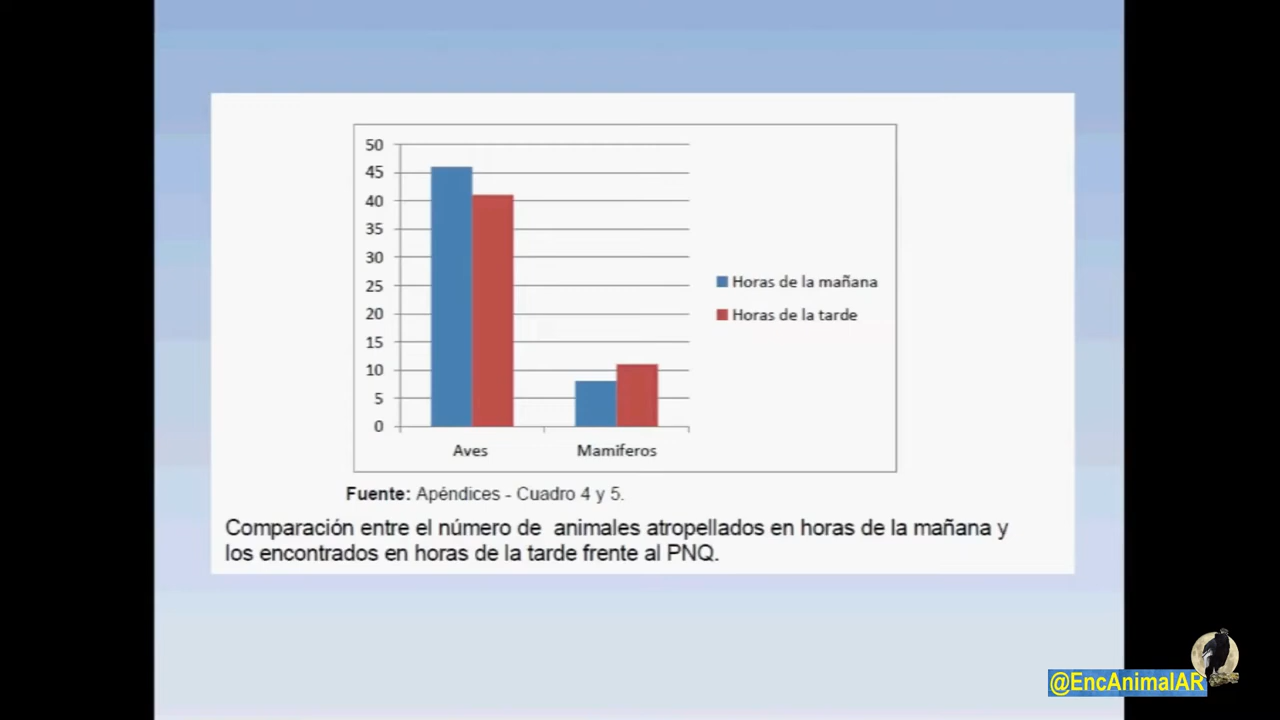 50
45
40
35
30
25
20
15
10
5
0
Aves
Mamíferos
Horas de la mañana
Horas de la tarde
Fuente: Apéndices - Cuadro 4 y 5.
Comparación entre el número de animales atropellados en horas de la mañana y
los encontrados en horas de la tarde frente al PNQ.
@EncAnimalAR